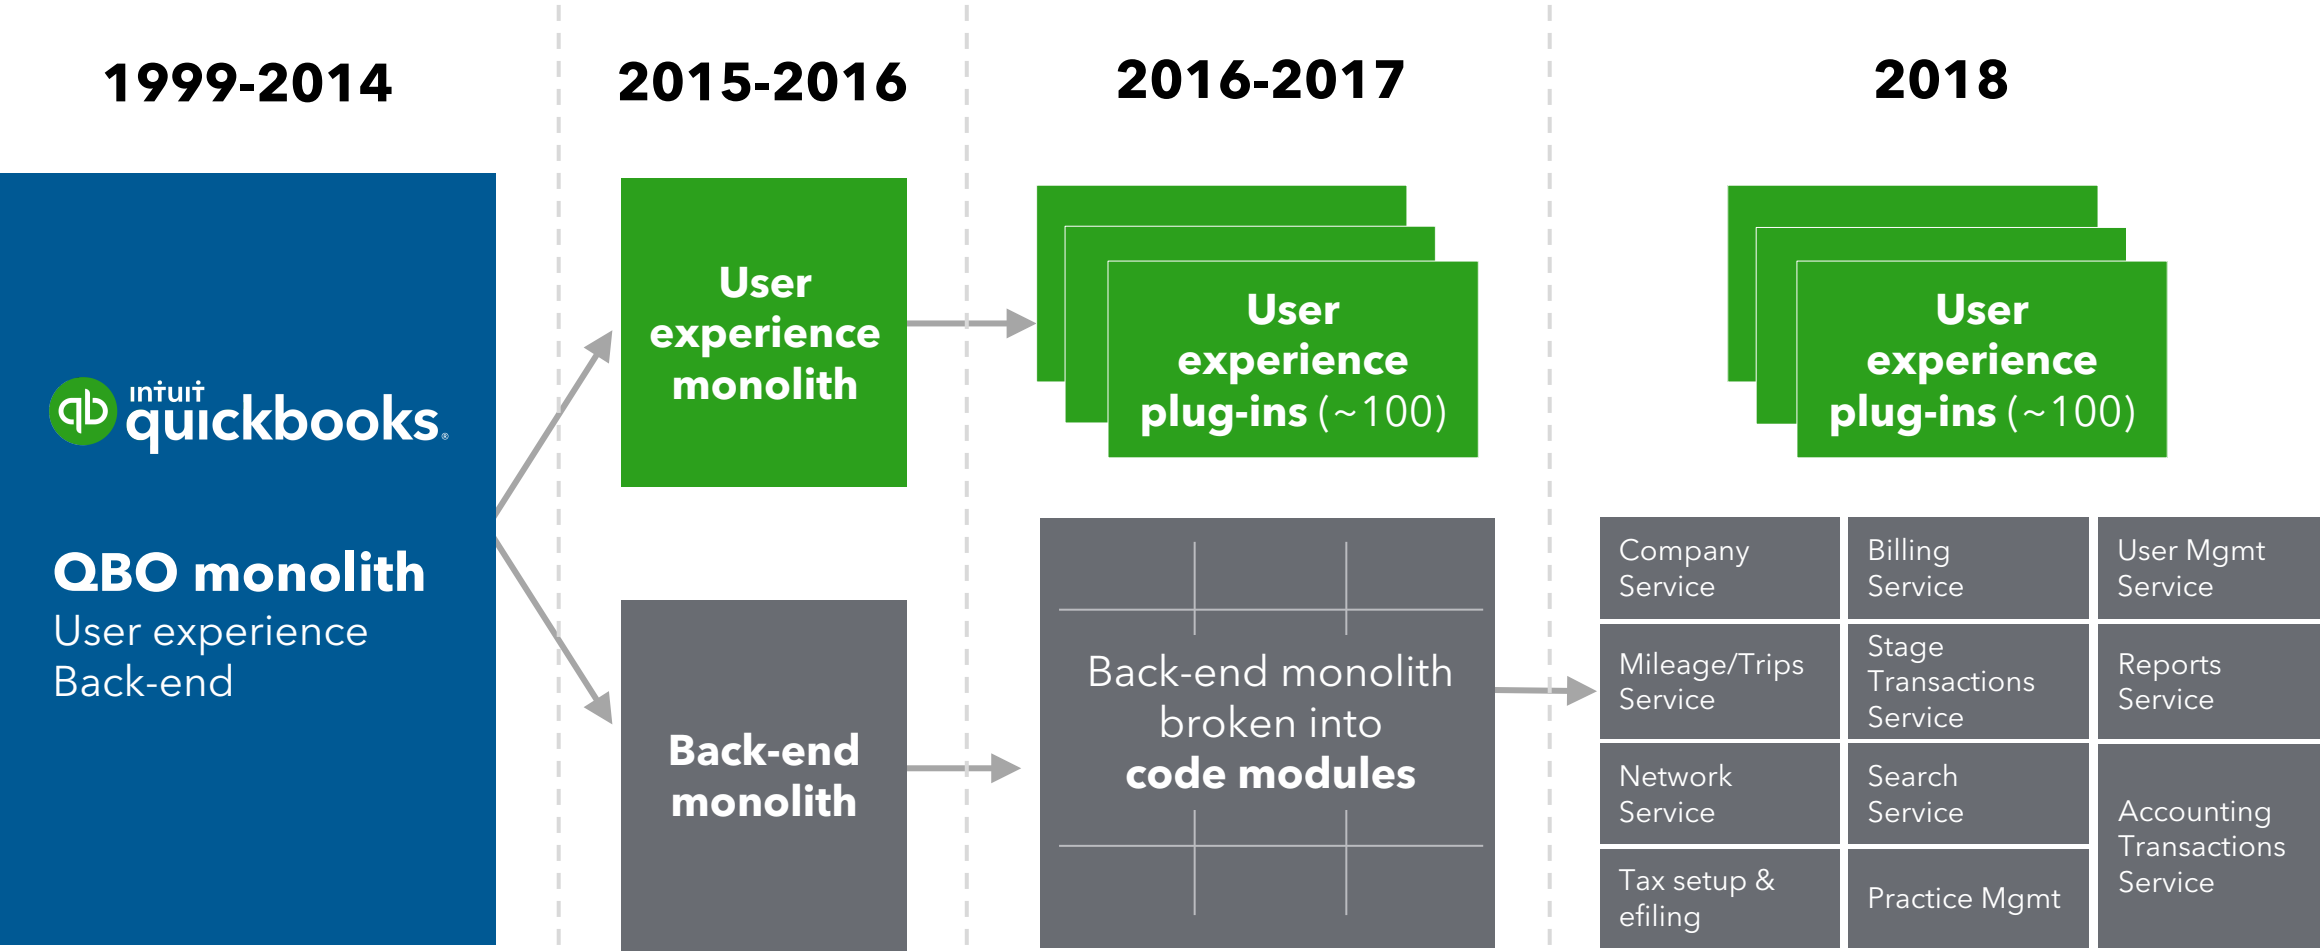 1999-2014
2015-2016
2016-2017
2018
intuit
qb quickbooks®
QBO monolith
User experience
Back-end
User
experience
monolith
Back-end
monolith
User
experience
plug-ins (~100)
Back-end monolith
broken into
code modules
User
experience
plug-ins (~100)
Company
Service
Billing
Service
User Mgmt
Service
Mileage/Trips
Service
Stage
Transactions
Service
Reports
Service
Network
Service
Search
Service
Accounting
Transactions
Service
Tax setup &
efiling
Practice Mgmt